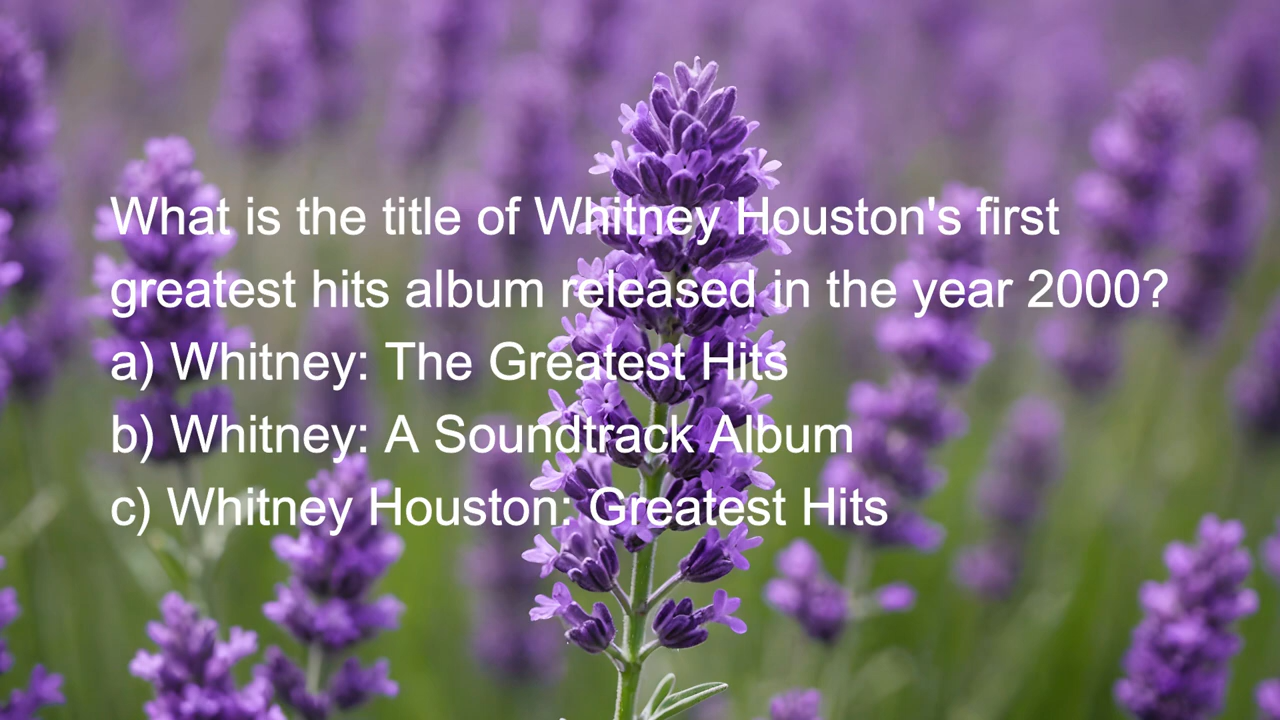 What is the title of Whitney Houston's first
greatest hits album released in the year 2000?
a) Whitney: The Greatest Hits
b) Whitney: A Soundtrack Album
c) Whitney Houston: Greatest Hits